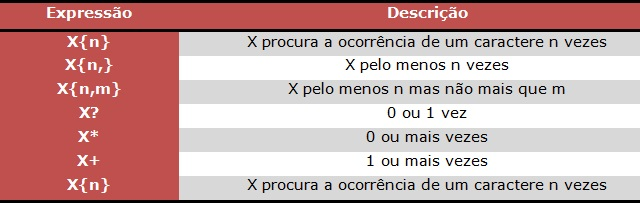 Expressão Descrição
X{n} X procura a ocorrência de um caractere n vezes
X{n,} X pelo menos n vezes
X{n,m} X pelo menos n mas não mais que m
X? 0 ou 1 vez
X* 0 ou mais vezes
X+ 1 ou mais vezes
X{n} X procura a ocorrência de um caractere n vezes